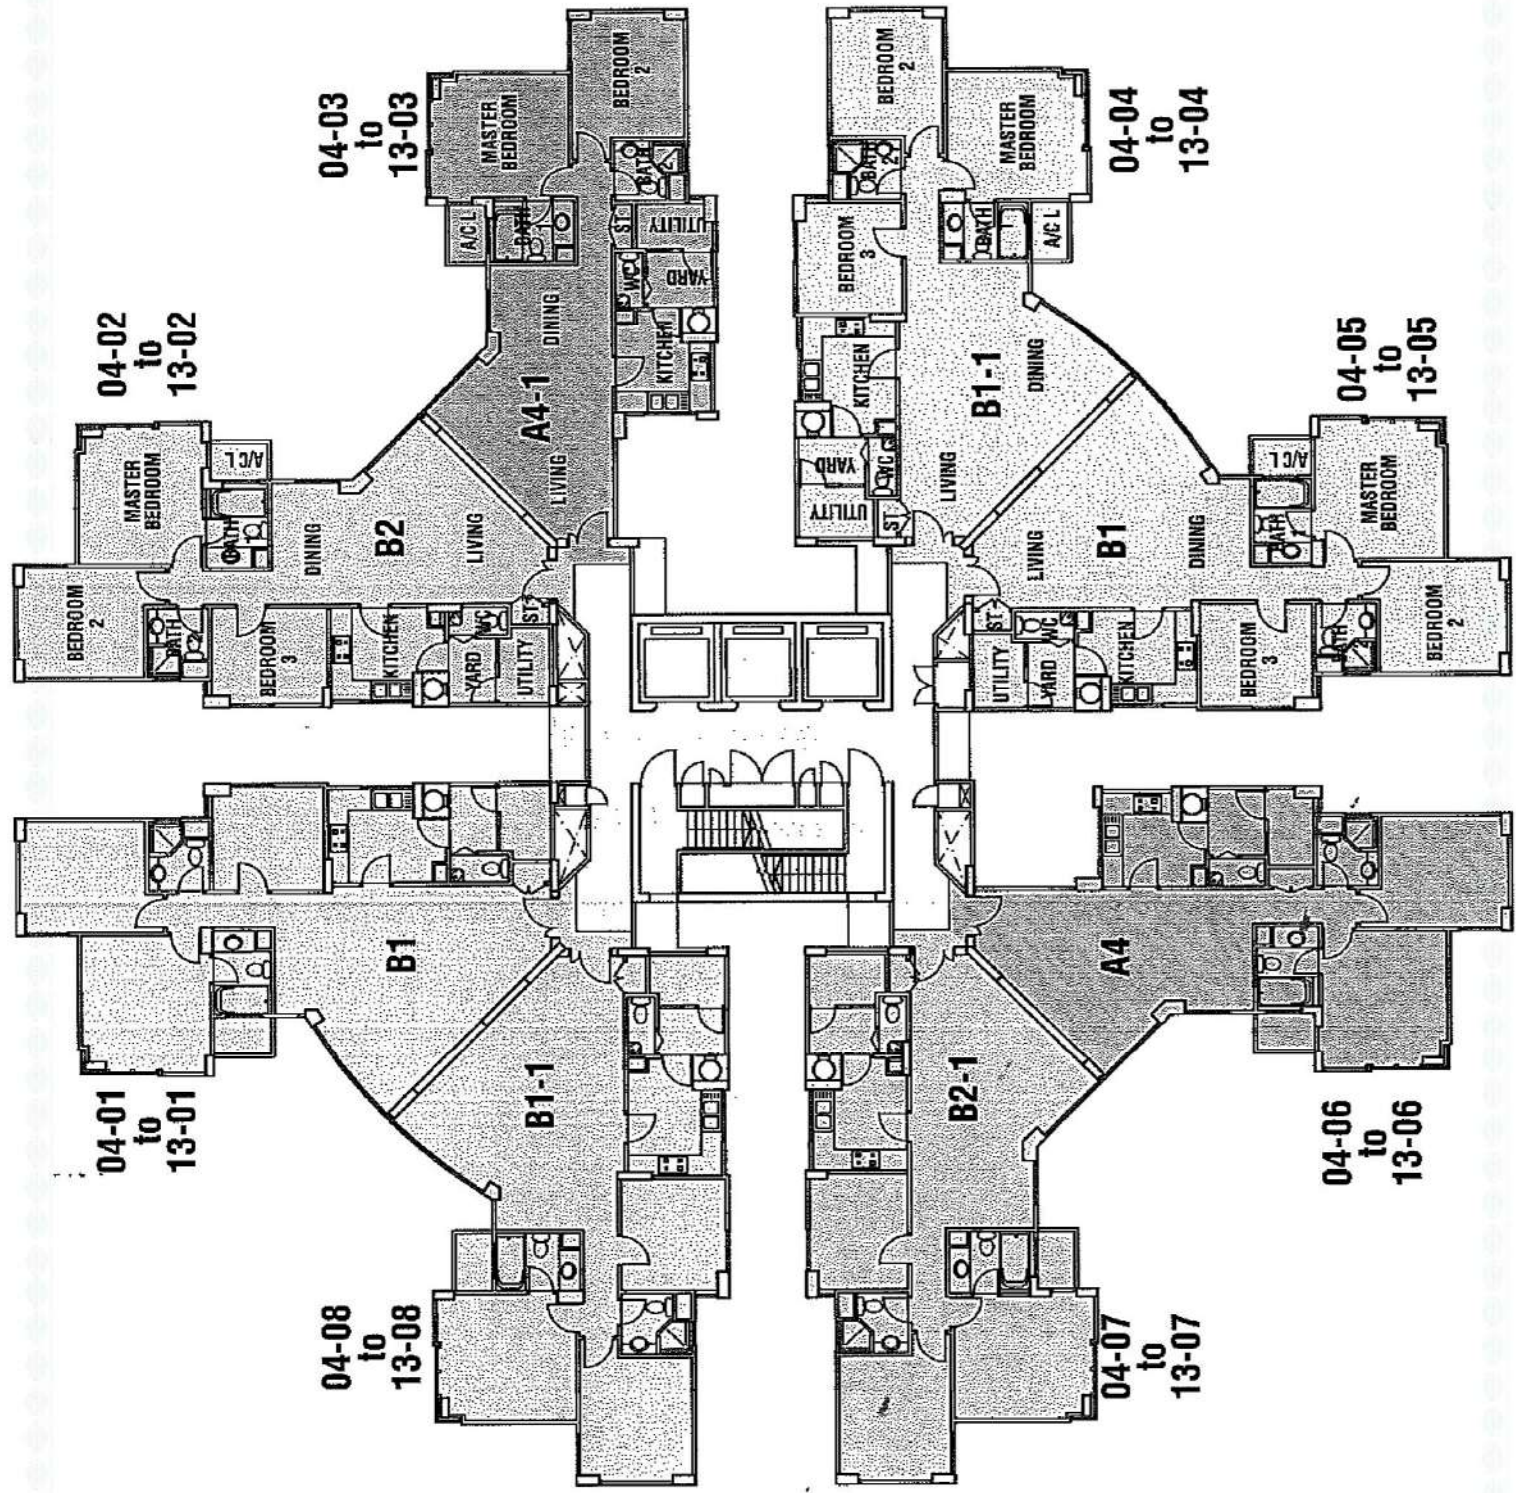 04-03
to
13-03
MASTER
BEDROOM
BEDROOM
2
BATH
2
A/C L
BATH
1
ST
UTILITY
WC
YARD
DINING
KITCHEN
A4-1
LIVING
04-04
to
13-04
BEDROOM
2
MASTER
BEDROOM
BATH
2
BEDROOM
3
BATH
A/C L
KITCHEN
DINING
B1-1
YARD
WC
LIVING
UTILITY
ST
04-02
to
13-02
MASTER
BEDROOM
A/C L
BATH
BEDROOM
2
BATH
2
DINING
B2
LIVING
BEDROOM
3
KITCHEN
WC
ST
YARD
UTILITY
04-05
to
13-05
A/C L
MASTER
BEDROOM
BATH
1
B1
LIVING
DINING
ST
WC
UTILITY
YARD
KITCHEN
BEDROOM
3
BATH
2
BEDROOM
2
B1
04-01
to
13-01
B1-1
04-08
to
13-08
A4
04-06
to
13-06
B2-1
04-07
to
13-07